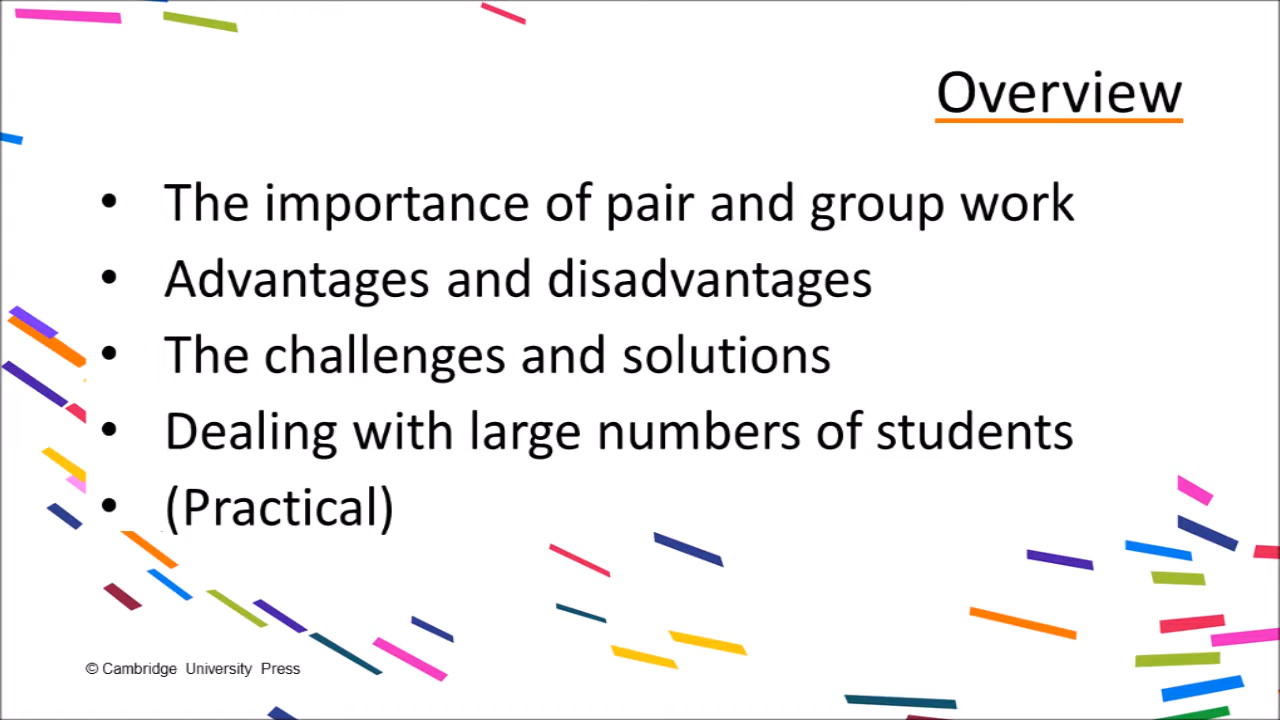 Overview
• The importance of pair and group work
• Advantages and disadvantages
• The challenges and solutions
• Dealing with large numbers of students
• (Practical)
© Cambridge University Press